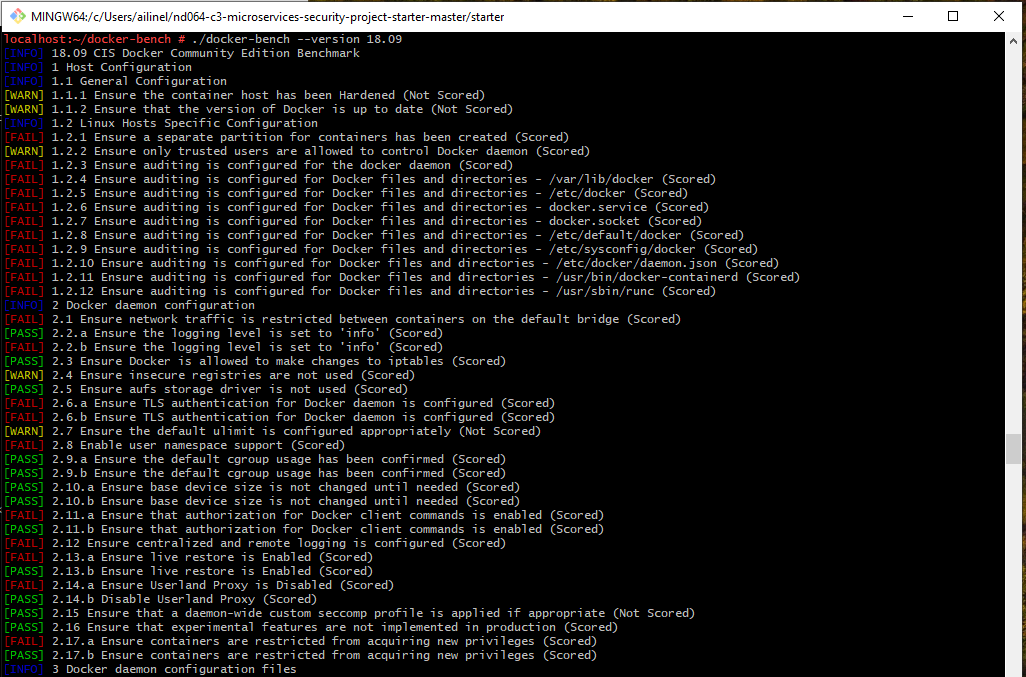 MINGW64:/c/Users/ailinel/nd064-c3-microservices-security-project-starter-master/starter
localhost:~/docker-bench # ./docker-bench --version 18.09
[INFO] 18.09 CIS Docker Community Edition Benchmark
[INFO] 1 Host Configuration
[INFO] 1.1 General Configuration
[WARN] 1.1.1 Ensure the container host has been Hardened (Not Scored)
[WARN] 1.1.2 Ensure that the version of Docker is up to date (Not Scored)
[INFO] 1.2 Linux Hosts Specific Configuration
[FAIL] 1.2.1 Ensure a separate partition for containers has been created (Scored)
[WARN] 1.2.2 Ensure only trusted users are allowed to control Docker daemon (Scored)
[FAIL] 1.2.3 Ensure auditing is configured for the docker daemon (Scored)
[FAIL] 1.2.4 Ensure auditing is configured for Docker files and directories - /var/lib/docker (Scored)
[FAIL] 1.2.5 Ensure auditing is configured for Docker files and directories - /etc/docker (Scored)
[FAIL] 1.2.6 Ensure auditing is configured for Docker files and directories - docker.service (Scored)
[FAIL] 1.2.7 Ensure auditing is configured for Docker files and directories - docker.socket (Scored)
[FAIL] 1.2.8 Ensure auditing is configured for Docker files and directories - /etc/default/docker (Scored)
[FAIL] 1.2.9 Ensure auditing is configured for Docker files and directories - /etc/sysconfig/docker (Scored)
[FAIL] 1.2.10 Ensure auditing is configured for Docker files and directories - /etc/docker/daemon.json (Scored)
[FAIL] 1.2.11 Ensure auditing is configured for Docker files and directories - /usr/bin/docker-containerd (Scored)
[FAIL] 1.2.12 Ensure auditing is configured for Docker files and directories - /usr/sbin/runc (Scored)
[INFO] 2 Docker daemon configuration
[FAIL] 2.1 Ensure network traffic is restricted between containers on the default bridge (Scored)
[PASS] 2.2.a Ensure the logging level is set to 'info' (Scored)
[FAIL] 2.2.b Ensure the logging level is set to 'info' (Scored)
[PASS] 2.3 Ensure Docker is allowed to make changes to iptables (Scored)
[WARN] 2.4 Ensure insecure registries are not used (Scored)
[PASS] 2.5 Ensure aufs storage driver is not used (Scored)
[FAIL] 2.6.a Ensure TLS authentication for Docker daemon is configured (Scored)
[FAIL] 2.6.b Ensure TLS authentication for Docker daemon is configured (Scored)
[WARN] 2.7 Ensure the default ulimit is configured appropriately (Not Scored)
[FAIL] 2.8 Enable user namespace support (Scored)
[PASS] 2.9.a Ensure the default cgroup usage has been confirmed (Scored)
[PASS] 2.9.b Ensure the default cgroup usage has been confirmed (Scored)
[PASS] 2.10.a Ensure base device size is not changed until needed (Scored)
[PASS] 2.10.b Ensure base device size is not changed until needed (Scored)
[FAIL] 2.11.a Ensure that authorization for Docker client commands is enabled (Scored)
[PASS] 2.11.b Ensure that authorization for Docker client commands is enabled (Scored)
[FAIL] 2.12 Ensure centralized and remote logging is configured (Scored)
[FAIL] 2.13.a Ensure live restore is Enabled (Scored)
[PASS] 2.13.b Ensure live restore is Enabled (Scored)
[FAIL] 2.14.a Ensure Userland Proxy is Disabled (Scored)
[PASS] 2.14.b Disable Userland Proxy (Scored)
[PASS] 2.15 Ensure that a daemon-wide custom seccomp profile is applied if appropriate (Not Scored)
[PASS] 2.16 Ensure that experimental features are not implemented in production (Scored)
[FAIL] 2.17.a Ensure containers are restricted from acquiring new privileges (Scored)
[PASS] 2.17.b Ensure containers are restricted from acquiring new privileges (Scored)
[INFO] 3 Docker daemon configuration files